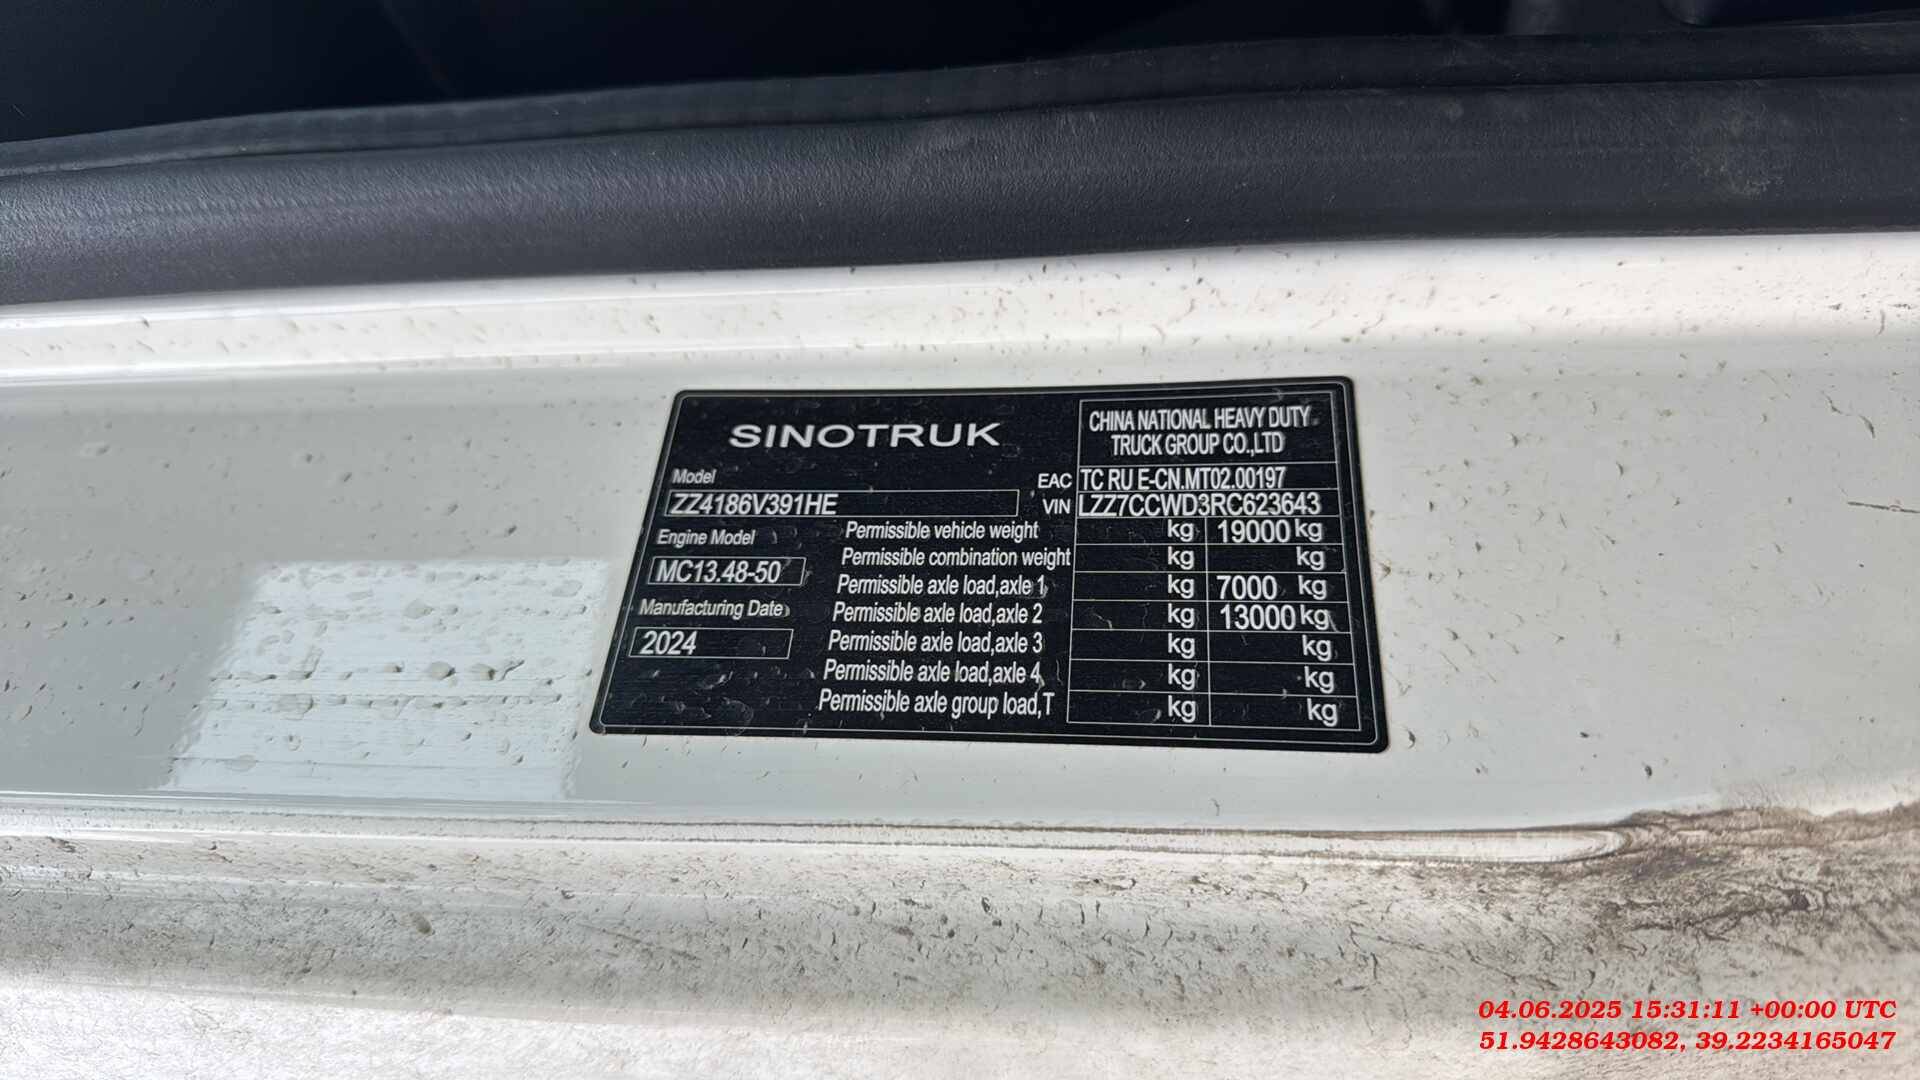 SINOTRUK
CHINA NATIONAL HEAVY DUTY
TRUCK GROUP CO.,LTD
Model
EAC TC RU E-CN.MT02.00197
ZZ4186V391HE
VIN LZZ7CCWD3RC623643
Engine Model
MC13.48-50
Manufacturing Date
2024
Permissible vehicle weight kg 19000 kg
Permissible combination weight kg kg
Permissible axle load,axle 1 kg 7000 kg
Permissible axle load,axle 2 kg 13000 kg
Permissible axle load,axle 3 kg kg
Permissible axle load,axle 4 kg kg
Permissible axle group load,T kg kg
04.06.2025 15:31:11 +00:00 UTC
51.9428643082, 39.2234165047